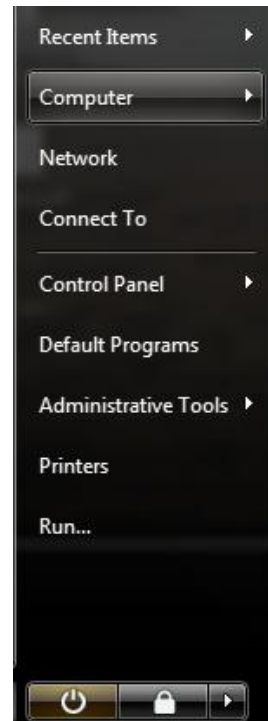 Recent Items
Computer
Network
Connect To
Control Panel
Default Programs
Administrative Tools
Printers
Run...